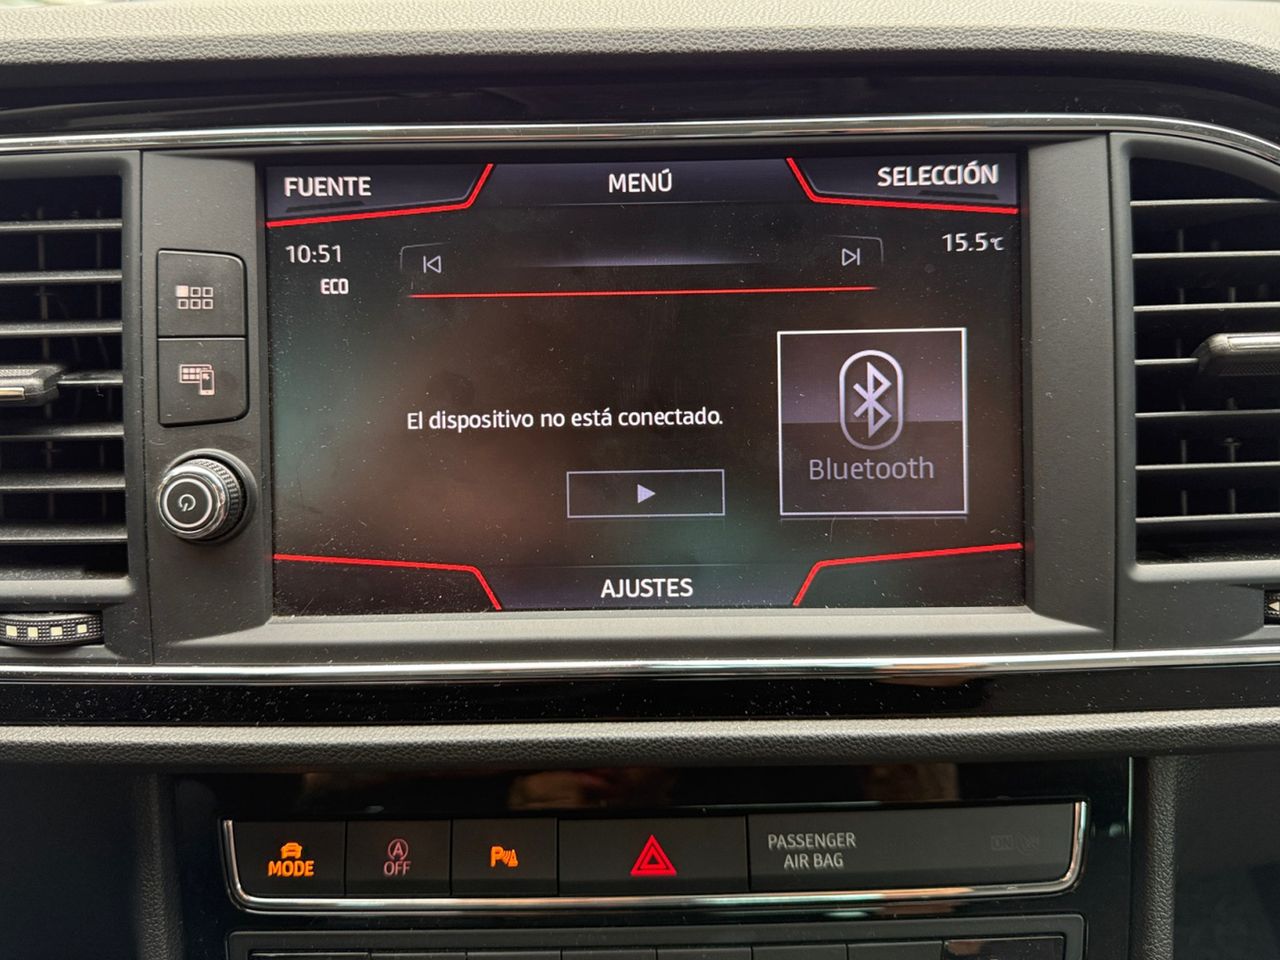 FUENTE
MENÚ
SELECCIÓN
10:51
15.5°C
ECO
El dispositivo no está conectado.
Bluetooth
AJUSTES
MODE
OFF
P
PASSENGER
AIR BAG